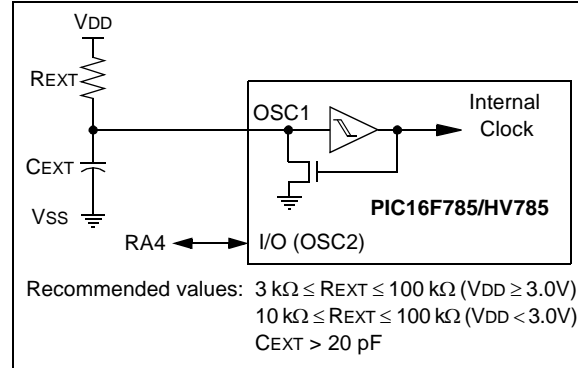 VDD
REXT
OSC1
Internal
Clock
CEXT
PIC16F785/HV785
VSS
RA4
I/O (OSC2)
Recommended values: 3 kΩ ≤ REXT ≤ 100 kΩ (VDD ≥ 3.0V)
10 kΩ ≤ REXT ≤ 100 kΩ (VDD < 3.0V)
CEXT > 20 pF